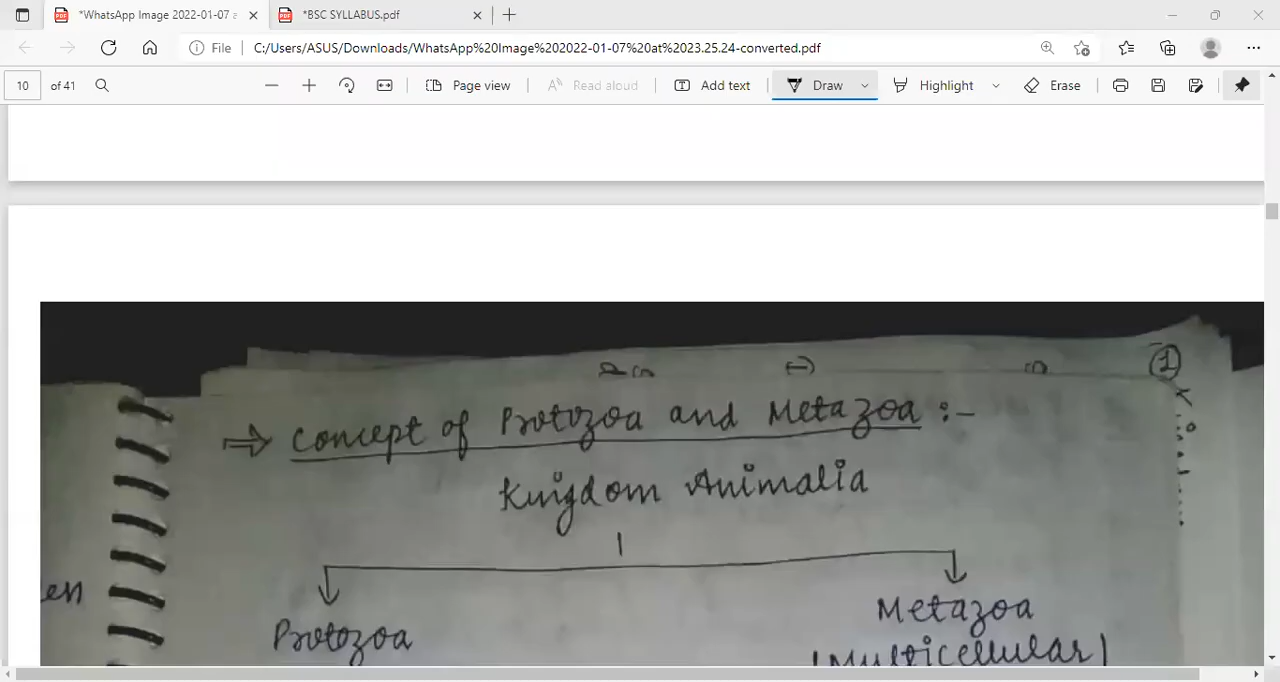 *WhatsApp Image 2022-01-07 a
*BSC SYLLABUS.pdf
File
C:/Users/ASUS/Downloads/WhatsApp%20Image%202022-01-07%20at%2023.25.24-converted.pdf
10 of 41
Page view
Read aloud
Add text
Draw
Highlight
Erase
1
⇒ Concept of Protozoa and Metazoa :-
Kingdom Animalia
en
Protozoa
Metazoa
(Multicellular)